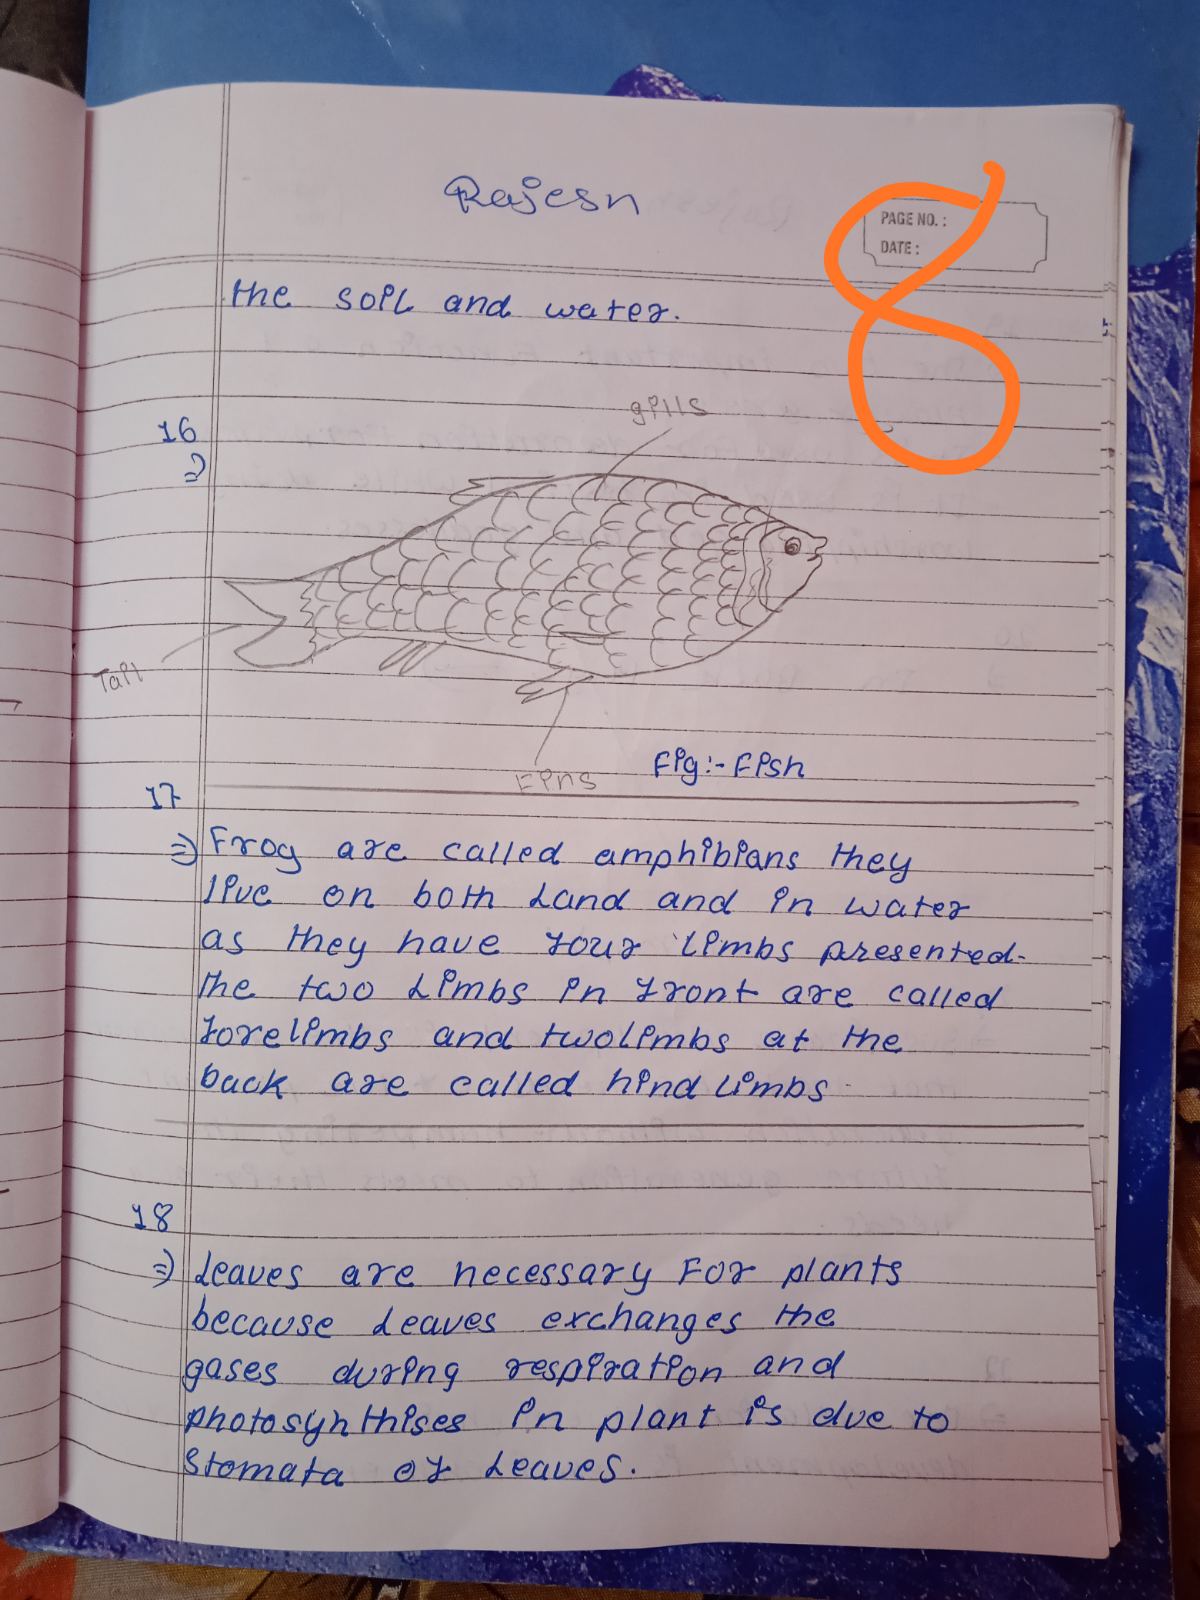 Rajesh
8
PAGE NO. :
DATE :
the soil and water.
16
⇒
gills
Tail
Fins
Fig:- Fish
17
⇒ Frog are called amphibians they
live on both Land and in water
as they have four limbs presented.
the two Limbs in front are called
forelimbs and twolimbs at the
back are called hind Limbs.
18
⇒ Leaves are necessary For plants
because Leaves exchanges the
gases during respiration and
photosynthises in plant is due to
Stomata of Leaves.